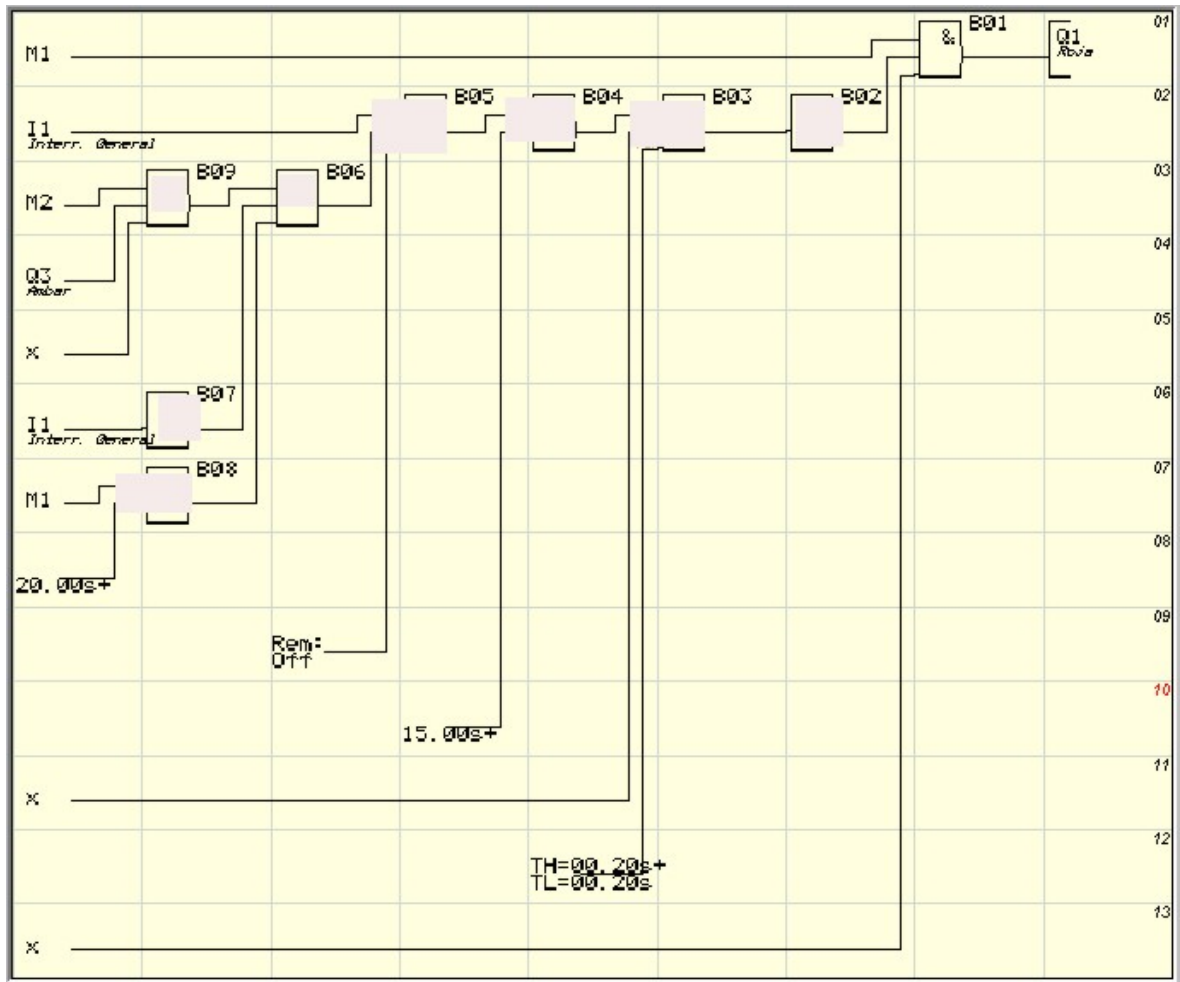 B01
01
&
Q1
M1
Roja
B05
B04
B03
B02
02
I1
Interr. General
B09
B06
03
M2
04
Q3
Ambar
05
X
B07
06
I1
Interr. General
B08
07
M1
08
20.00s+
09
Rem:
Off
10
15.00s+
11
X
12
TH=00.20s+
TL=00.20s
13
X